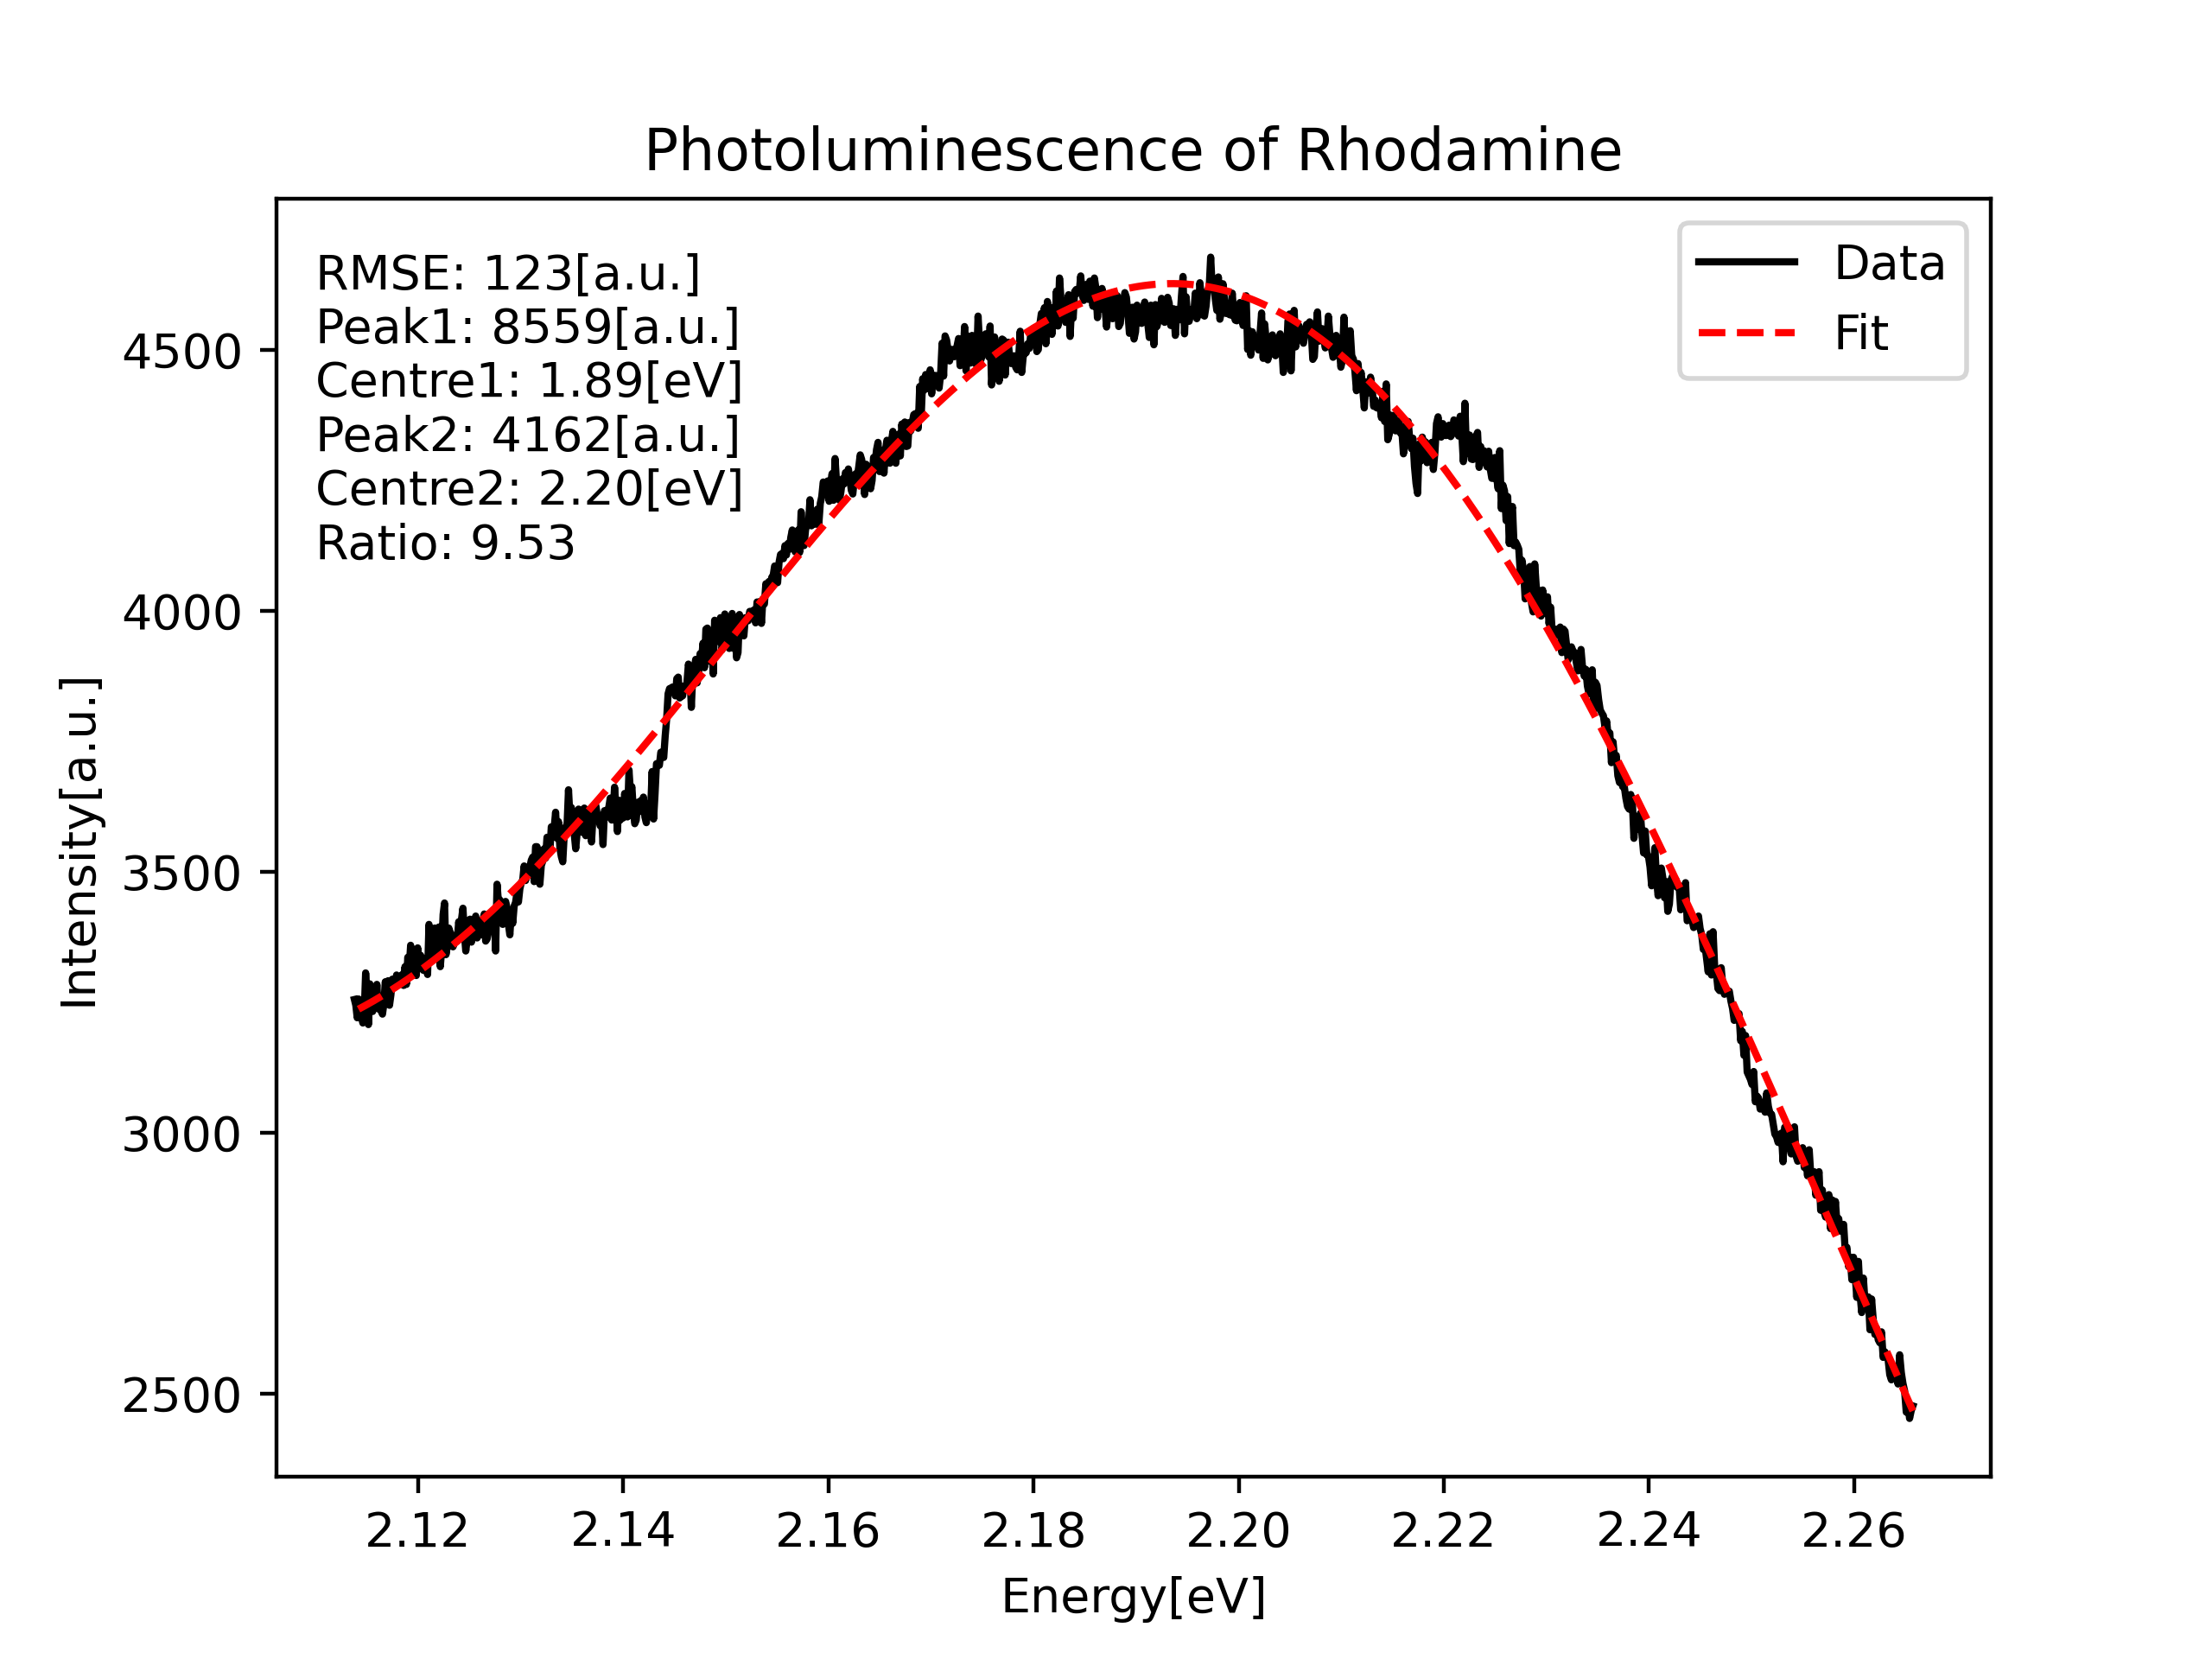 Photoluminescence of Rhodamine
RMSE: 123[a.u.]
Peak1: 8559[a.u.]
Centre1: 1.89[eV]
Peak2: 4162[a.u.]
Centre2: 2.20[eV]
Ratio: 9.53
Data
Fit
4500
4000
3500
3000
2500
Intensity[a.u.]
2.12 2.14 2.16 2.18 2.20 2.22 2.24 2.26
Energy[eV]